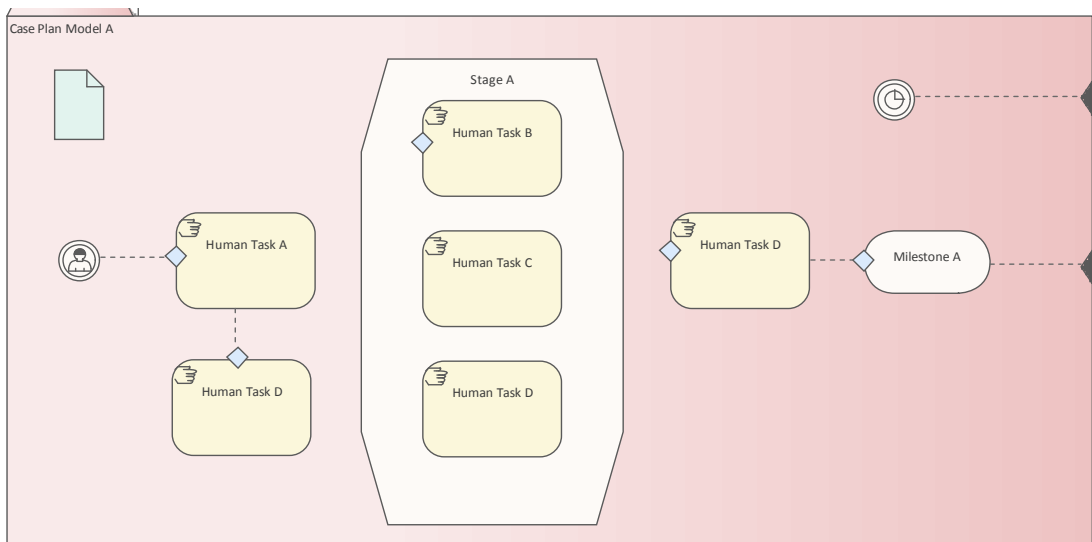 Case Plan Model A
Stage A
Human Task B
Human Task A
Human Task C
Human Task D
Milestone A
Human Task D
Human Task D